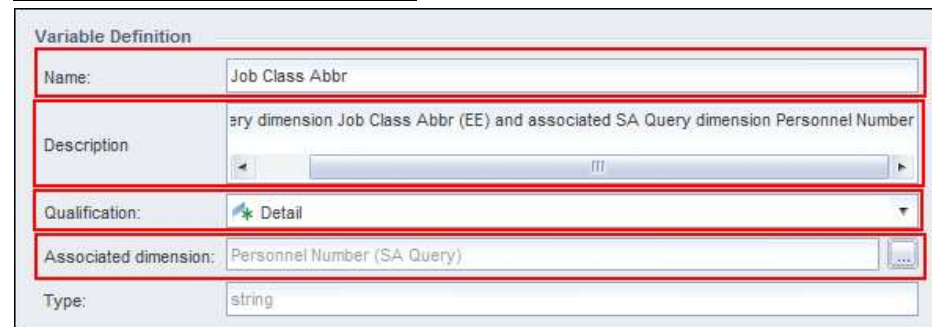 Variable Definition
Name: Job Class Abbr
Description ery dimension Job Class Abbr (EE) and associated SA Query dimension Personnel Number
Qualification: Detail
Associated dimension: Personnel Number (SA Query) ...
Type: string